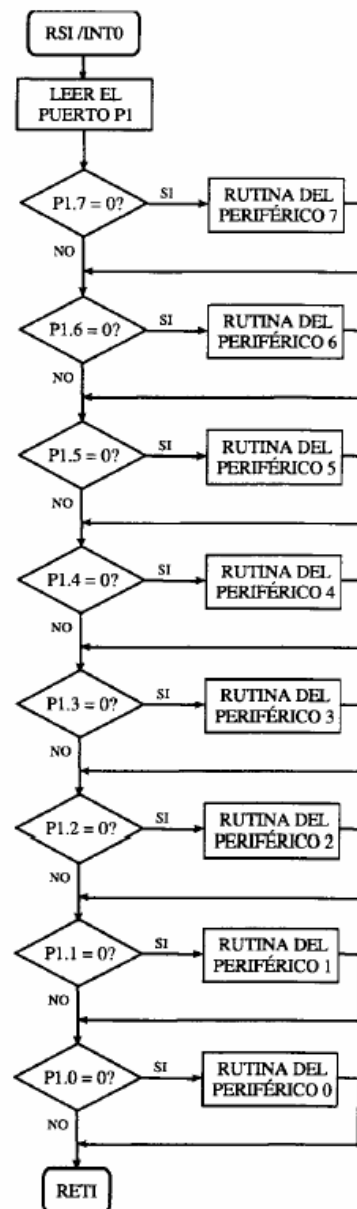 RSI /INT0
LEER EL
PUERTO P1
P1.7 = 0?
SI
RUTINA DEL
PERIFÉRICO 7
NO
P1.6 = 0?
SI
RUTINA DEL
PERIFÉRICO 6
NO
P1.5 = 0?
SI
RUTINA DEL
PERIFÉRICO 5
NO
P1.4 = 0?
SI
RUTINA DEL
PERIFÉRICO 4
NO
P1.3 = 0?
SI
RUTINA DEL
PERIFÉRICO 3
NO
P1.2 = 0?
SI
RUTINA DEL
PERIFÉRICO 2
NO
P1.1 = 0?
SI
RUTINA DEL
PERIFÉRICO 1
NO
P1.0 = 0?
SI
RUTINA DEL
PERIFÉRICO 0
NO
RETI